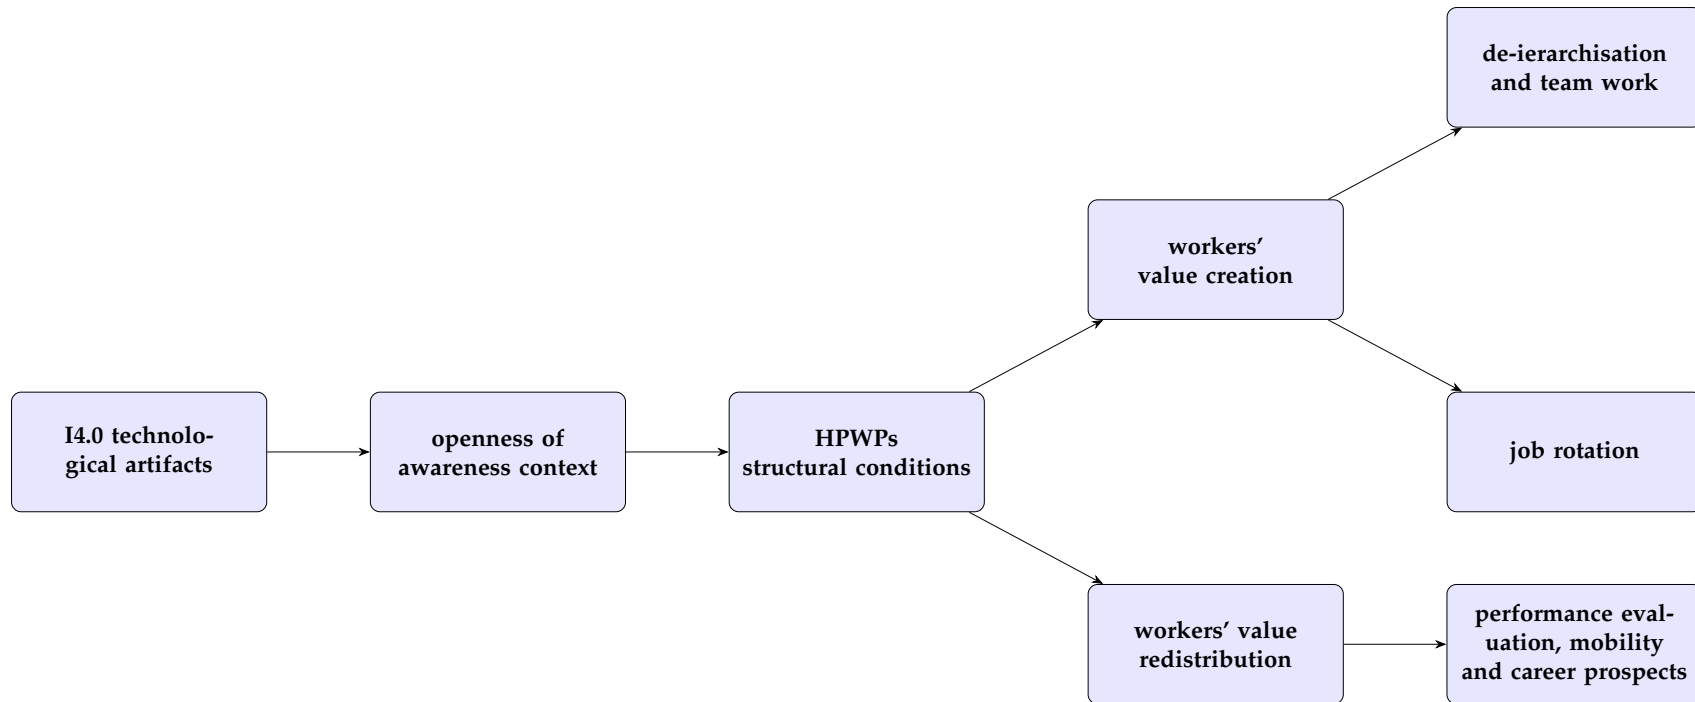 de-ierarchisation
and team work
workers'
value creation
I4.0 technolo-
gical artifacts
openness of
awareness context
HPWPs
structural conditions
job rotation
workers' value
redistribution
performance eval-
uation, mobility
and career prospects